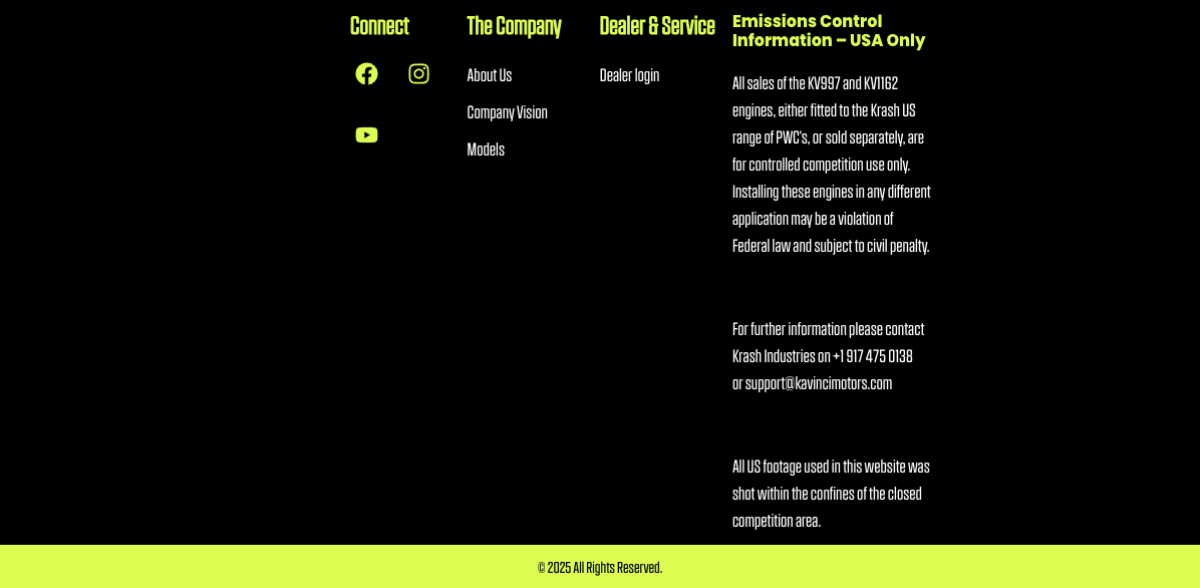 Connect
The Company
About Us
Company Vision
Models
Dealer & Service
Dealer login
Emissions Control
Information – USA Only
All sales of the KV997 and KV1162
engines, either fitted to the Krash US
range of PWC's, or sold separately, are
for controlled competition use only.
Installing these engines in any different
application may be a violation of
Federal law and subject to civil penalty.
For further information please contact
Krash Industries on +1 917 475 0138
or support@kavincimotors.com
All US footage used in this website was
shot within the confines of the closed
competition area.
© 2025 All Rights Reserved.